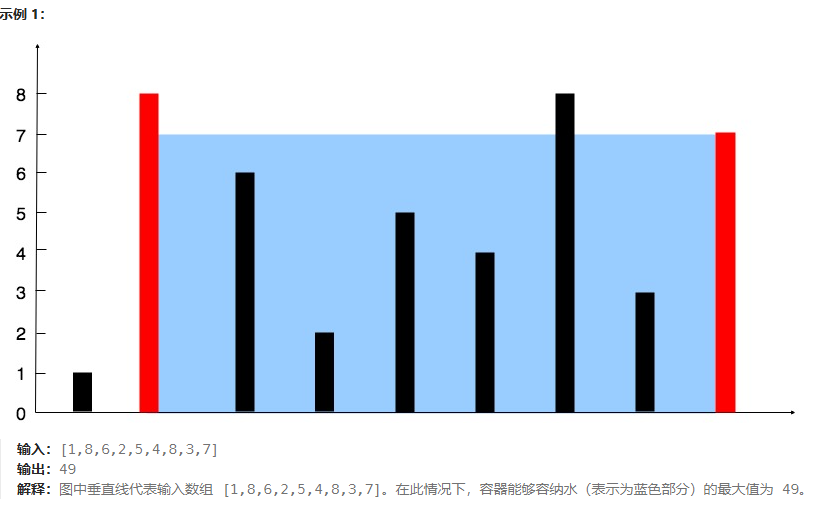 示例 1：
8
7
6
5
4
3
2
1
0
输入：[1,8,6,2,5,4,8,3,7]
输出：49
解释：图中垂直线代表输入数组 [1,8,6,2,5,4,8,3,7]。在此情况下，容器能够容纳水（表示为蓝色部分）的最大值为 49。